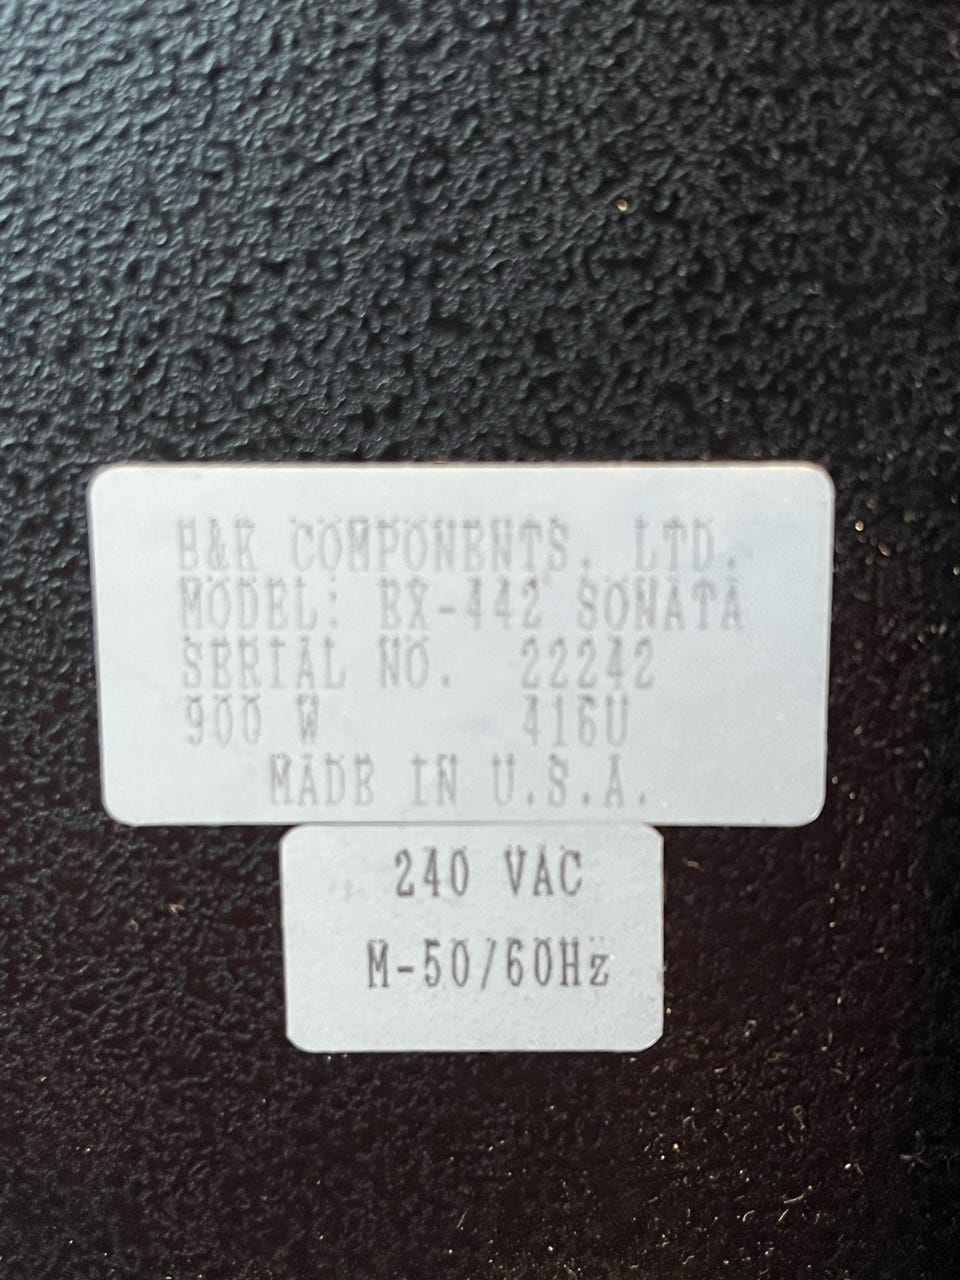 B&K COMPONENTS. LTD.
MODEL: EX-442 SONATA
SERIAL NO. 22242
900 W 416U
MADE IN U.S.A.
240 VAC
M-50/60Hz